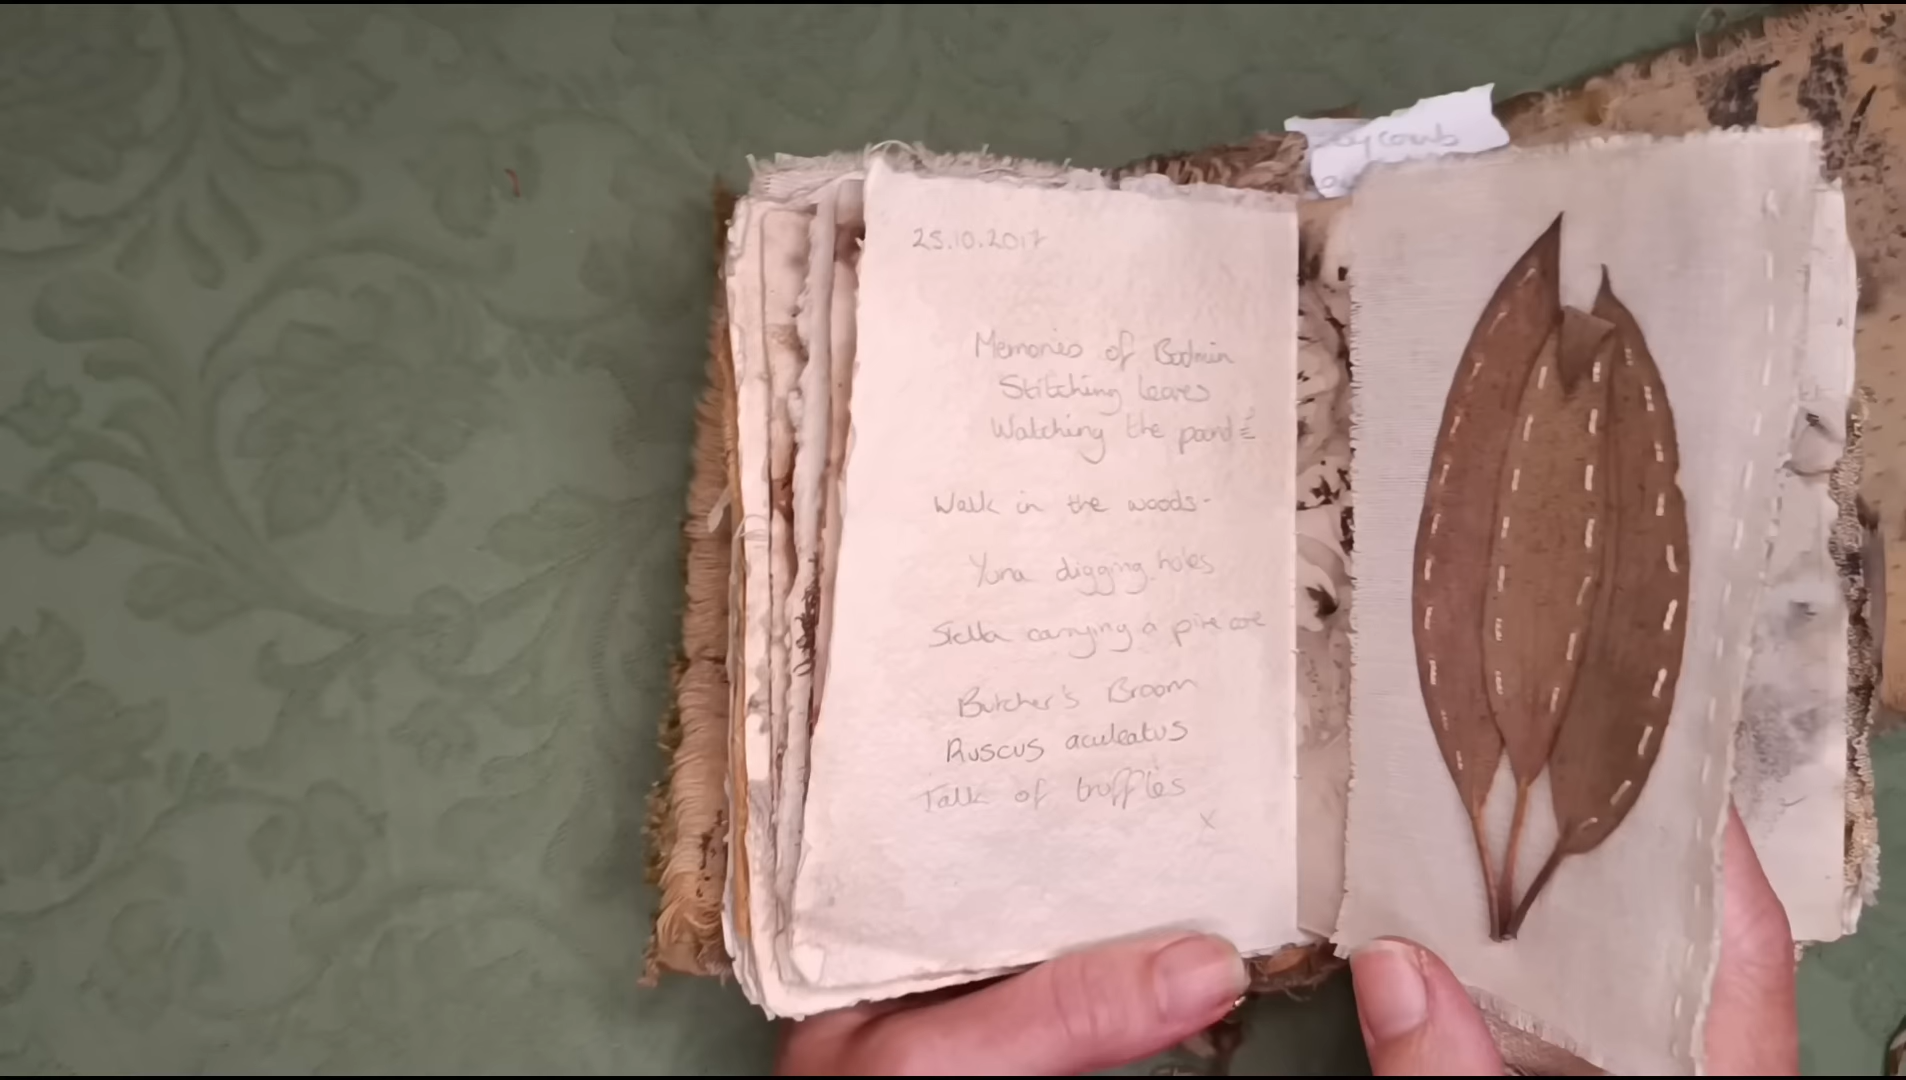 25.10.2017
Memories of Bodmin
Stitching leaves
Watching the pond
Walk in the woods-
Yuna digging holes
Stella carrying a pine cone
Butcher's Broom
Ruscus aculeatus
Talk of truffles
x